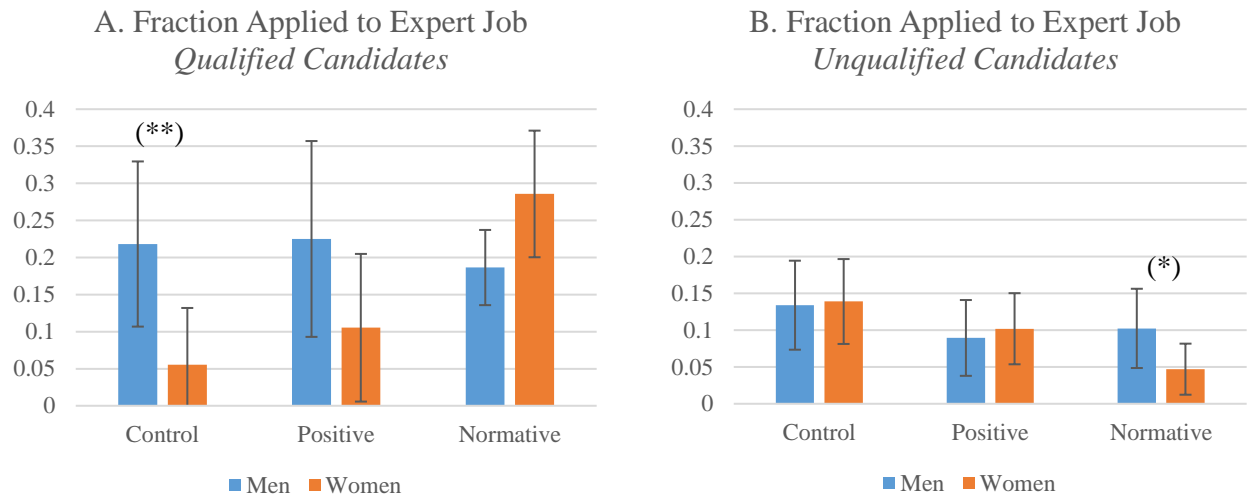 A. Fraction Applied to Expert Job
Qualified Candidates
0.4
0.35
0.3
0.25
0.2
0.15
0.1
0.05
0
(**)
Control
Positive
Normative
Men
Women
B. Fraction Applied to Expert Job
Unqualified Candidates
0.4
0.35
0.3
0.25
0.2
0.15
0.1
0.05
0
(*)
Control
Positive
Normative
Men
Women